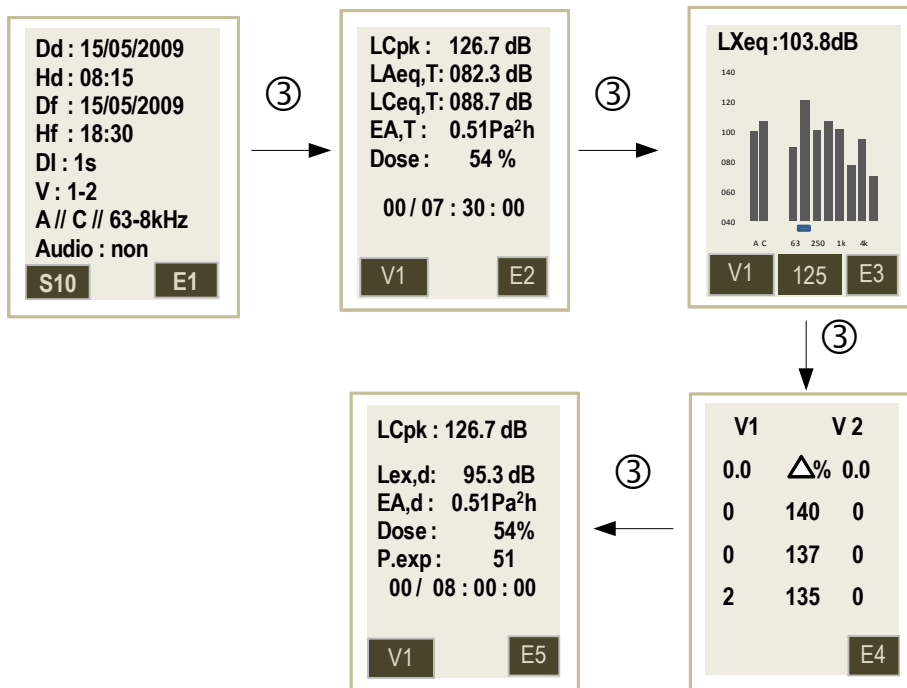 Dd : 15/05/2009
Hd : 08:15
Df : 15/05/2009
Hf : 18:30
DI : 1s
V : 1-2
A // C // 63-8kHz
Audio : non
S10 E1
③
LCpk : 126.7 dB
LAeq,T: 082.3 dB
LCeq,T: 088.7 dB
EA,T : 0.51Pa²h
Dose : 54 %
00 / 07 : 30 : 00
V1 E2
③
LXeq :103.8dB
140
120
100
080
060
040
A C 63 250 1k 4k
V1 125 E3
③
V1 V 2
0.0 △% 0.0
0 140 0
0 137 0
2 135 0
E4
③
LCpk : 126.7 dB
Lex,d: 95.3 dB
EA,d : 0.51Pa²h
Dose : 54%
P.exp : 51
00 / 08 : 00 : 00
V1 E5